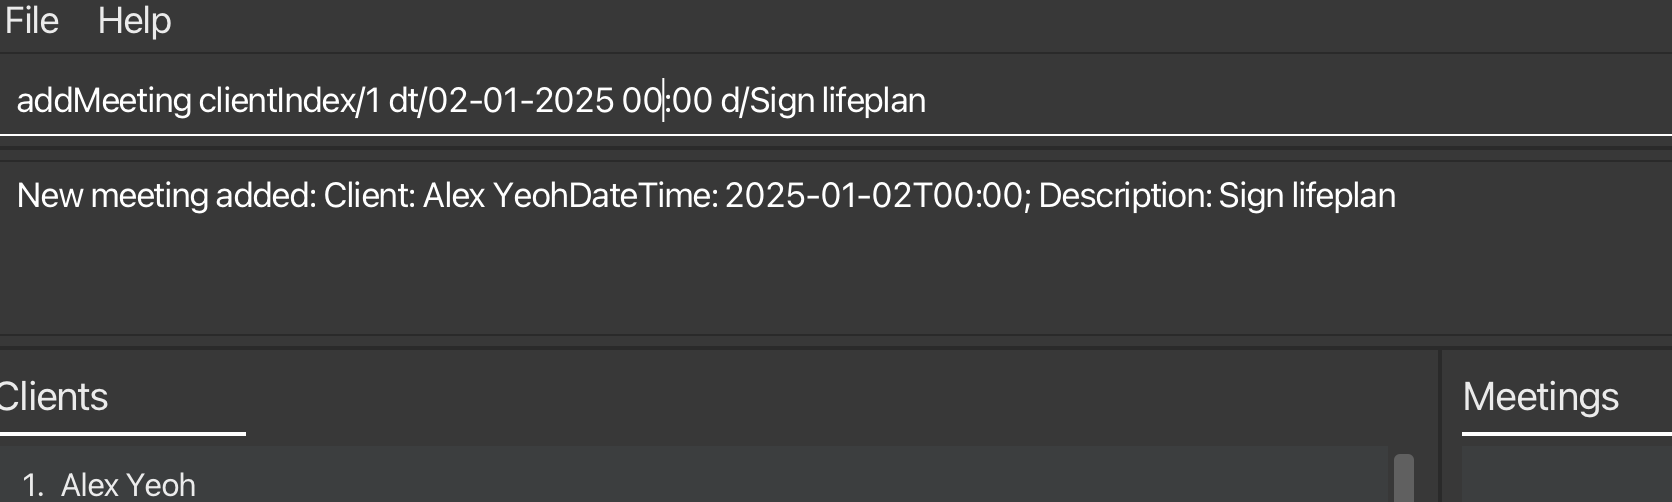 File Help
addMeeting clientIndex/1 dt/02-01-2025 00:00 d/Sign lifeplan
New meeting added: Client: Alex YeohDateTime: 2025-01-02T00:00; Description: Sign lifeplan
Clients
Meetings
1. Alex Yeoh